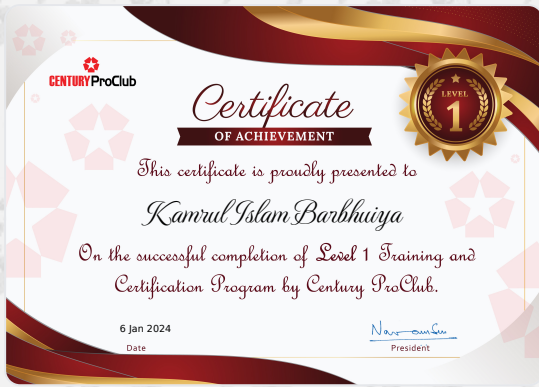 CENTURY ProClub
Certificate
OF ACHIEVEMENT
LEVEL
1
This certificate is proudly presented to
Kamrul Islam Barbhuiya
On the successful completion of Level 1 Training and
Certification Program by Century ProClub.
6 Jan 2024
Date
President